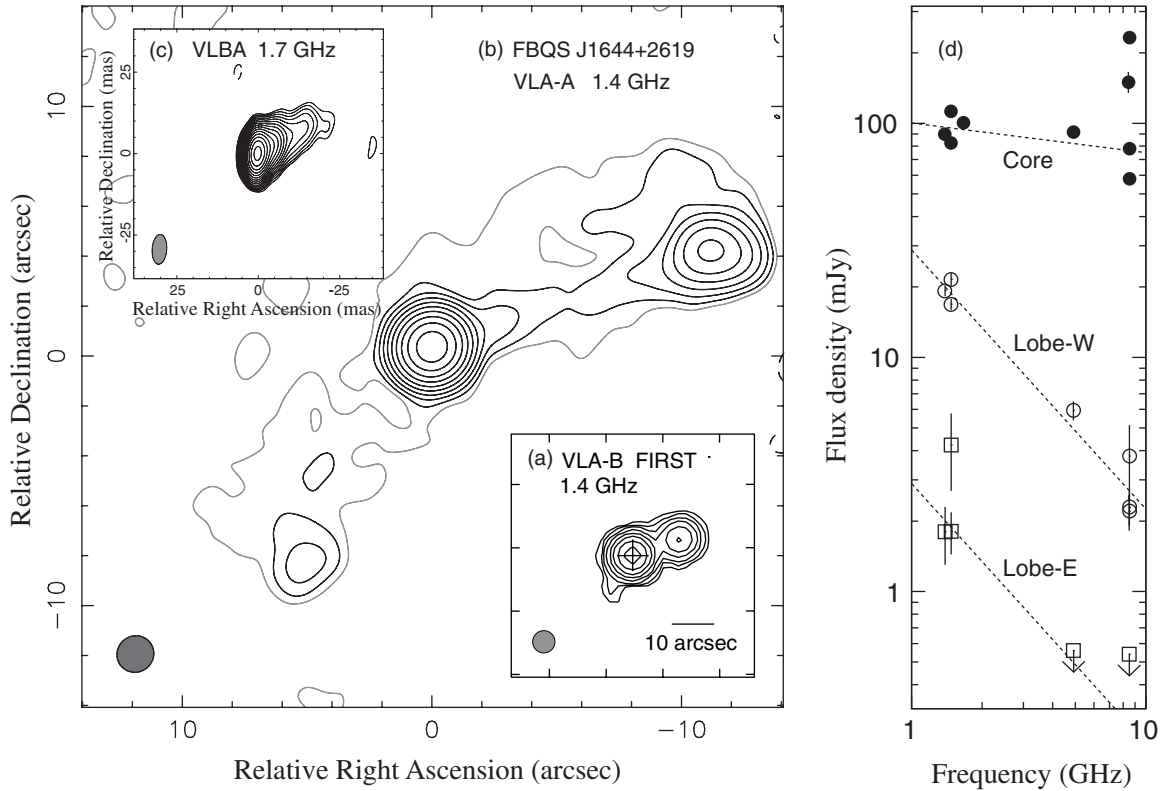 (c) VLBA 1.7 GHz
Relative Declination (mas)
25
0
-25
25
0
-25
Relative Right Ascension (mas)
(b) FBQS J1644+2619
VLA-A 1.4 GHz
Relative Declination (arcsec)
10
0
−10
(a) VLA-B FIRST
1.4 GHz
10 arcsec
10
0
−10
Relative Right Ascension (arcsec)
(d)
Flux density (mJy)
100
10
1
Core
Lobe-W
Lobe-E
1
10
Frequency (GHz)